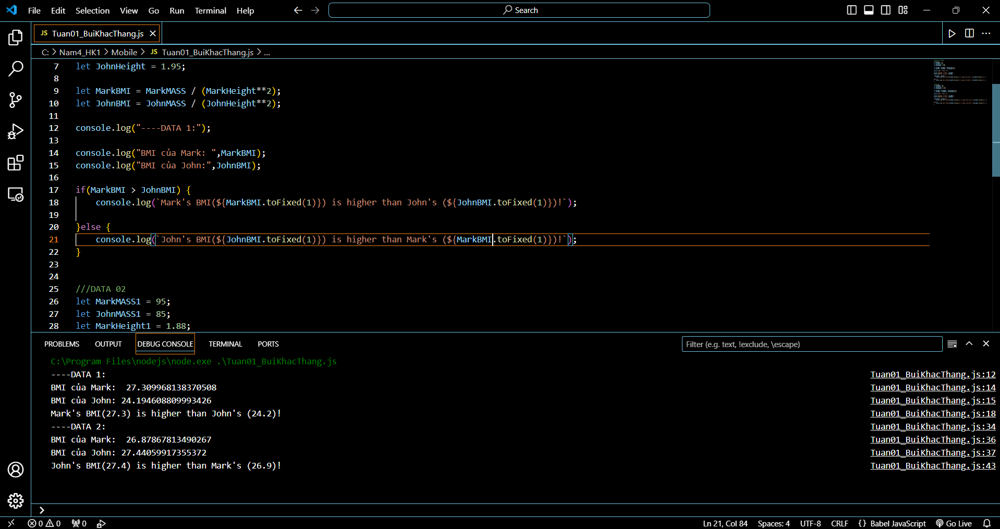 File Edit Selection View Go Run Terminal Help Search
JS Tuan01_BuiKhacThang.js
C: > Nam4_HK1 > Mobile > JS Tuan01_BuiKhacThang.js > ...
7 let JohnHeight = 1.95;
8
9 let MarkBMI = MarkMASS / (MarkHeight**2);
10 let JohnBMI = JohnMASS / (JohnHeight**2);
11
12 console.log("----DATA 1:");
13
14 console.log("BMI của Mark: ",MarkBMI);
15 console.log("BMI của John:",JohnBMI);
16
17 if(MarkBMI > JohnBMI) {
18 console.log(`Mark's BMI(${MarkBMI.toFixed(1)}) is higher than John's (${JohnBMI.toFixed(1)})!`);
19
20 }else {
21 console.log(`John's BMI(${JohnBMI.toFixed(1)}) is higher than Mark's (${MarkBMI.toFixed(1)})!`);
22 }
23
24
25 ///DATA 02
26 let MarkMASS1 = 95;
27 let JohnMASS1 = 85;
28 let MarkHeight1 = 1.88;
PROBLEMS OUTPUT DEBUG CONSOLE TERMINAL PORTS Filter (e.g. text, !exclude, \escape)
C:\Program Files\nodejs\node.exe .\Tuan01_BuiKhacThang.js
----DATA 1: Tuan01_BuiKhacThang.js:12
BMI của Mark:  27.309968138370508 Tuan01_BuiKhacThang.js:14
BMI của John: 24.194608809993426 Tuan01_BuiKhacThang.js:15
Mark's BMI(27.3) is higher than John's (24.2)! Tuan01_BuiKhacThang.js:18
----DATA 2: Tuan01_BuiKhacThang.js:34
BMI của Mark:  26.87867813490267 Tuan01_BuiKhacThang.js:36
BMI của John: 27.44059917355372 Tuan01_BuiKhacThang.js:37
John's BMI(27.4) is higher than Mark's (26.9)! Tuan01_BuiKhacThang.js:43
>
0 0 0 Ln 21, Col 84 Spaces: 4 UTF-8 CRLF {} Babel JavaScript Go Live